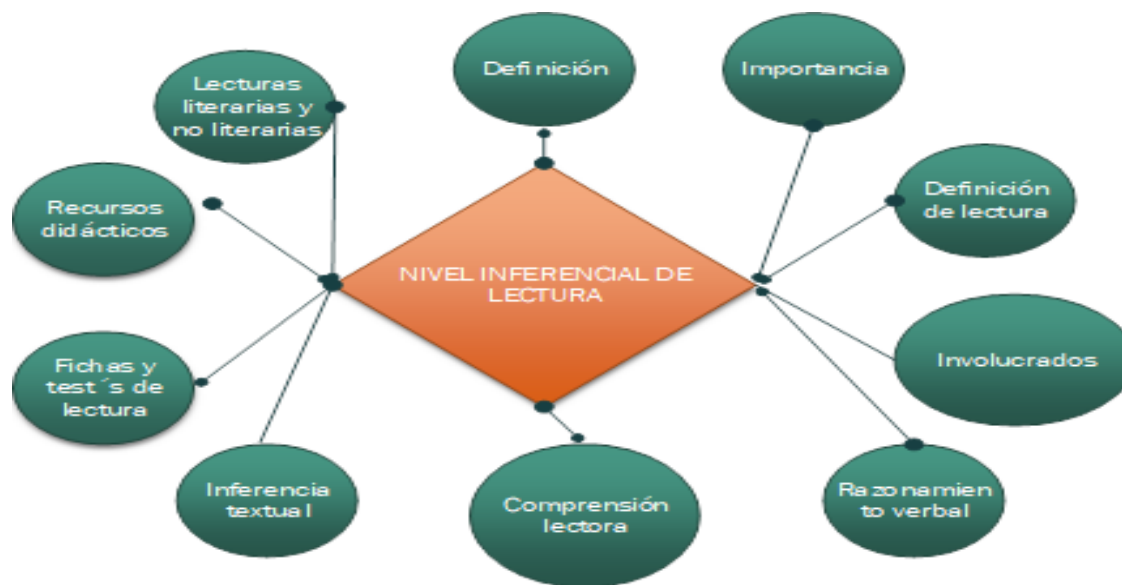 Definición
Importancia
Lecturas
literarias y
no literarias
Definición
de lectura
Recursos
didácticos
NIVEL INFERENCIAL DE
LECTURA
Involucrados
Fichas y
test´s de
lectura
Inferencia
textual
Comprensión
lectora
Razonamien
to verbal